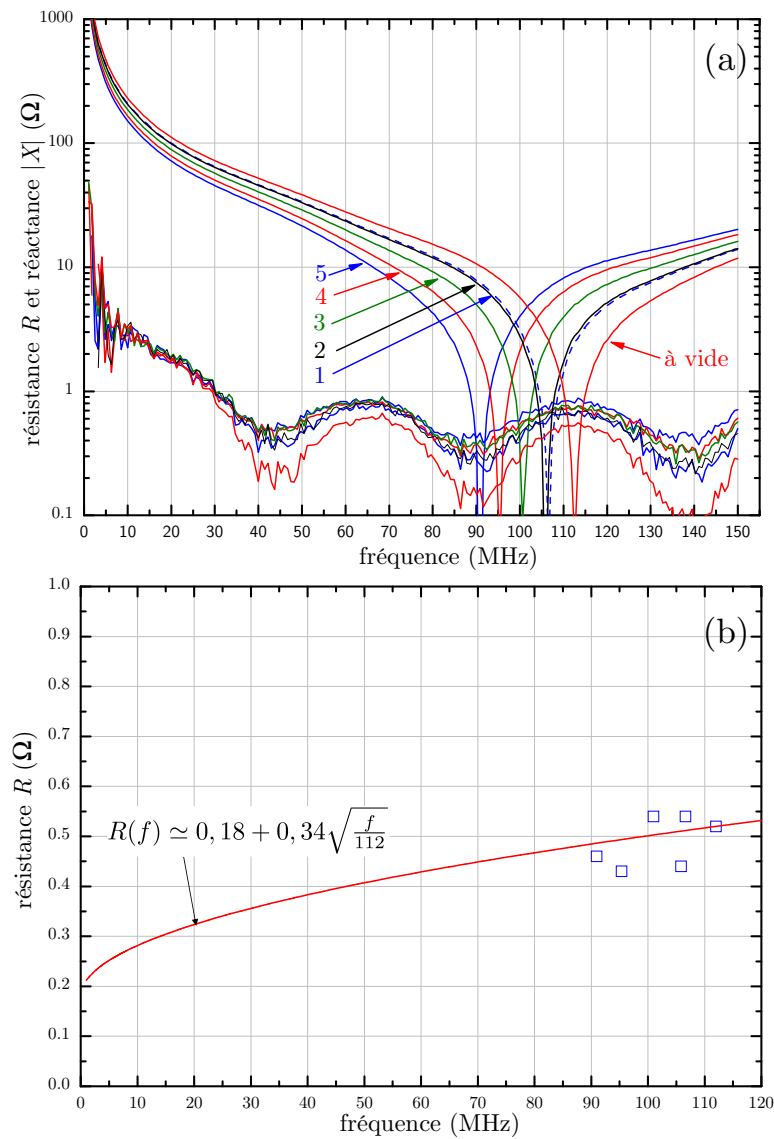 (a)
résistance R et réactance |X| (Ω)
1000
100
10
1
0.1
5
4
3
2
1
à vide
0 10 20 30 40 50 60 70 80 90 100 110 120 130 140 150
fréquence (MHz)
(b)
résistance R (Ω)
1.0
0.9
0.8
0.7
0.6
0.5
0.4
0.3
0.2
0.1
0.0
R(f) ≃ 0,18 + 0,34√(f/112)
0 10 20 30 40 50 60 70 80 90 100 110 120
fréquence (MHz)